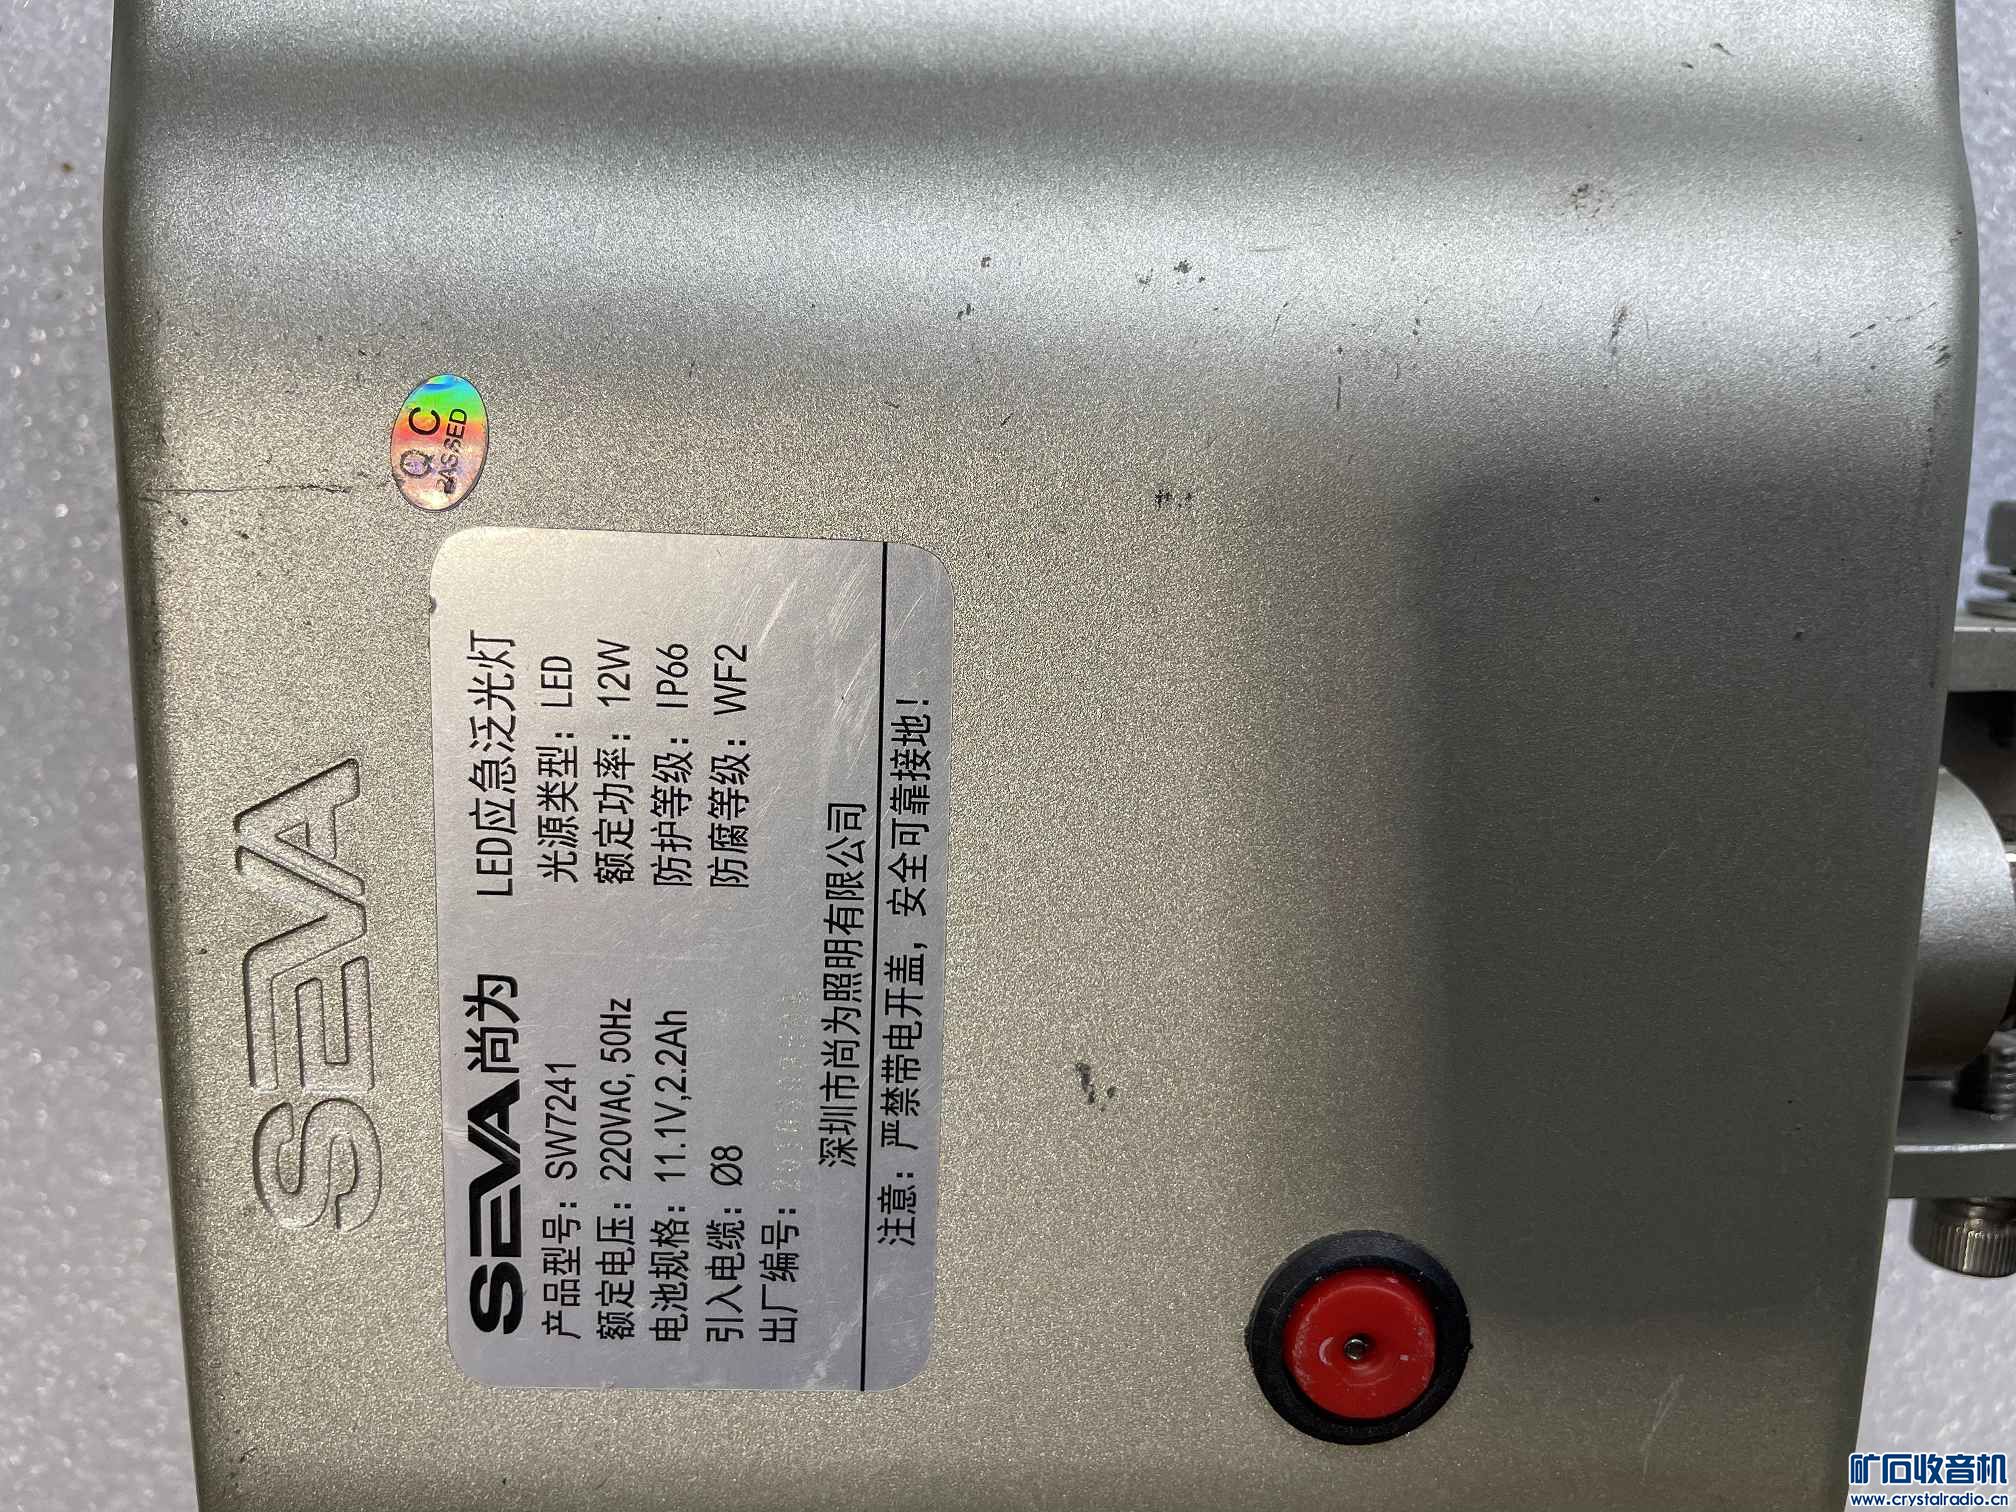 SEVA
Q C
PASSED
SEVA尚为 LED应急泛光灯
产品型号：SW7241 光源类型：LED
额定电压：220VAC,50Hz 额定功率：12W
电池规格：11.1V,2.2Ah 防护等级：IP66
引入电缆：Ø8 防腐等级：WF2
出厂编号：
深圳市尚为照明有限公司
注意：严禁带电开盖，安全可靠接地！
矿石收音机
www.crystalradio.cn